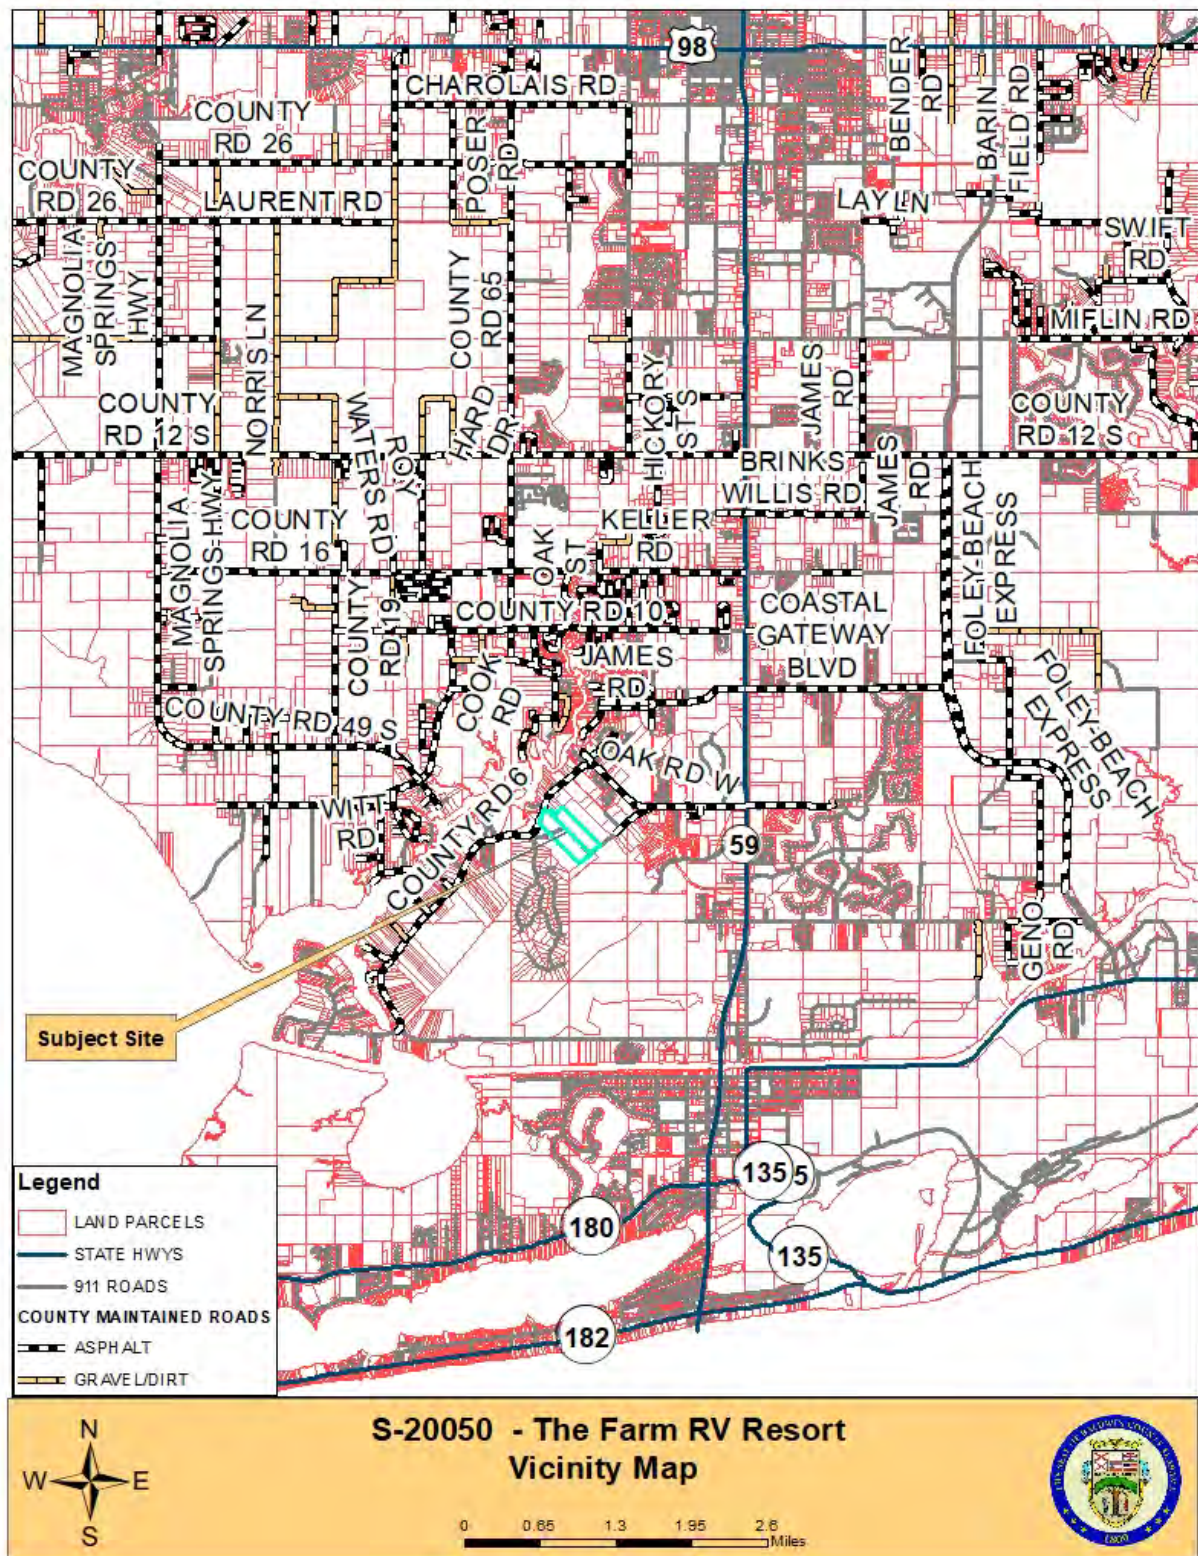 98
CHAROLAIS RD
BENDER
RD
BARIN
FIELD RD
COUNTY
RD 26
POSER
RD
COUNTY
RD 26
LAURENT RD
LAY LN
SWIFT
RD
MAGNOLIA
SPRINGS
HWY
NORRIS LN
COUNTY
RD 65
MIFLIN RD
HICKORY
ST S
JAMES
RD
COUNTY
RD 12 S
COUNTY
RD 12 S
WATERS RD
ROY
HARD
DR
BRINKS
WILLIS RD
JAMES
RD
FOLEY-BEACH
EXPRESS
MAGNOLIA
SPRINGS HWY
COUNTY
RD 16
KELLER
RD
OAK
ST
COUNTY
RD 19
COUNTY RD 10
COASTAL
GATEWAY
BLVD
JAMES
RD
COOK
RD
FOLEY-BEACH
EXPRESS
COUNTY RD 49 S
OAK RD W
WITT
RD
COUNTY RD 6
59
GENO
RD
Subject Site
135
5
180
135
182
Legend
LAND PARCELS
STATE HWYS
911 ROADS
COUNTY MAINTAINED ROADS
ASPHALT
GRAVEL/DIRT
N
W E
S
S-20050 - The Farm RV Resort
Vicinity Map
0 0.65 1.3 1.95 2.6
Miles